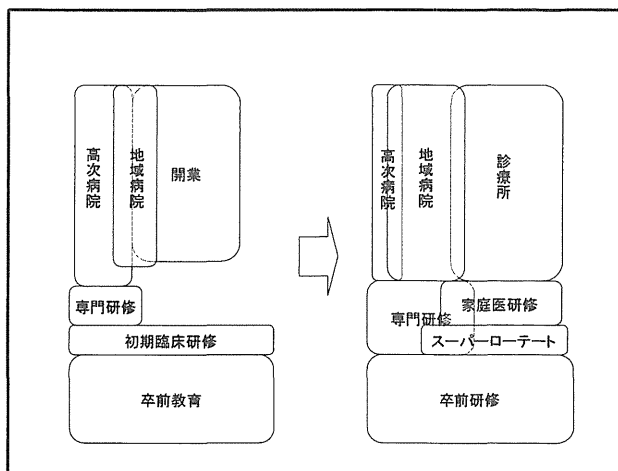 高次病院
地域病院
開業
専門研修
初期臨床研修
卒前教育
高次病院
地域病院
診療所
家庭医研修
専門研修
スーパーローテート
卒前研修